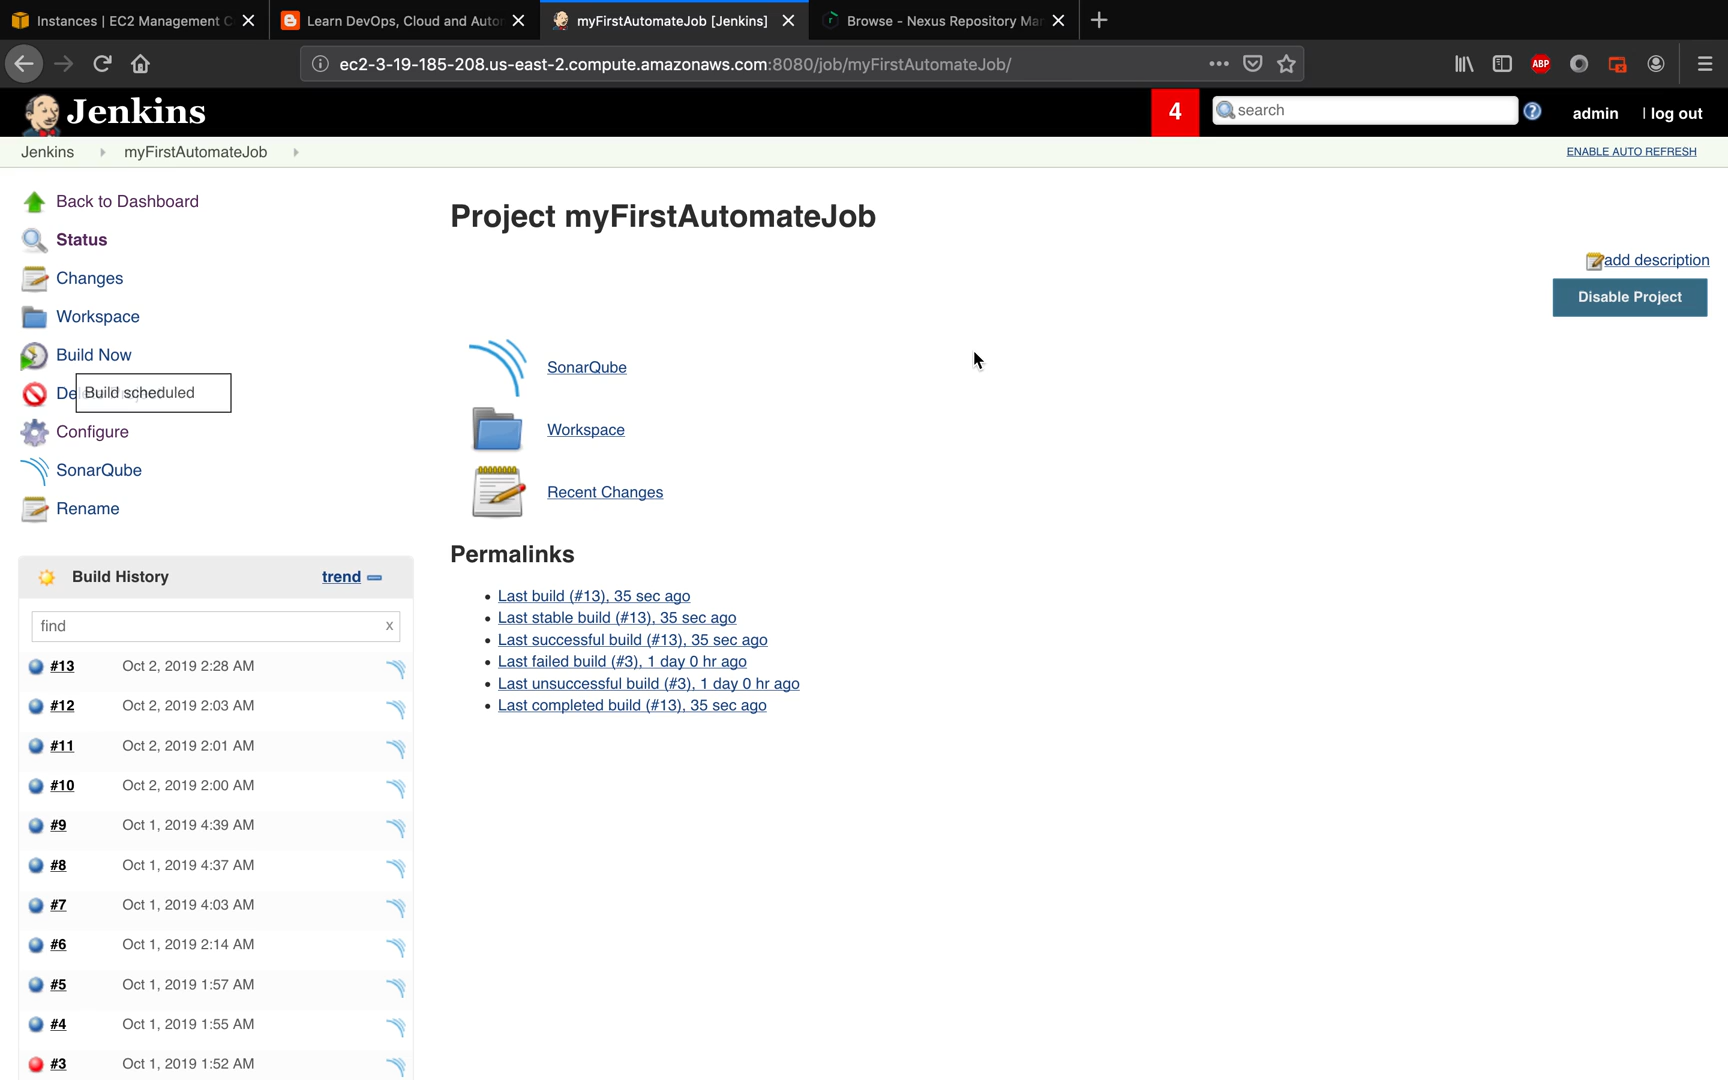 Instances | EC2 Management C
Learn DevOps, Cloud and Auto
myFirstAutomateJob [Jenkins]
Browse - Nexus Repository Ma
ec2-3-19-185-208.us-east-2.compute.amazonaws.com:8080/job/myFirstAutomateJob/
ABP
Jenkins
4
search
admin
| log out
Jenkins
myFirstAutomateJob
ENABLE AUTO REFRESH
Back to Dashboard
Status
Changes
Workspace
Build Now
De
Build scheduled
Configure
SonarQube
Rename
Project myFirstAutomateJob
add description
Disable Project
SonarQube
Workspace
Recent Changes
Permalinks
Last build (#13), 35 sec ago
Last stable build (#13), 35 sec ago
Last successful build (#13), 35 sec ago
Last failed build (#3), 1 day 0 hr ago
Last unsuccessful build (#3), 1 day 0 hr ago
Last completed build (#13), 35 sec ago
Build History
trend
find
x
#13 Oct 2, 2019 2:28 AM
#12 Oct 2, 2019 2:03 AM
#11 Oct 2, 2019 2:01 AM
#10 Oct 2, 2019 2:00 AM
#9 Oct 1, 2019 4:39 AM
#8 Oct 1, 2019 4:37 AM
#7 Oct 1, 2019 4:03 AM
#6 Oct 1, 2019 2:14 AM
#5 Oct 1, 2019 1:57 AM
#4 Oct 1, 2019 1:55 AM
#3 Oct 1, 2019 1:52 AM